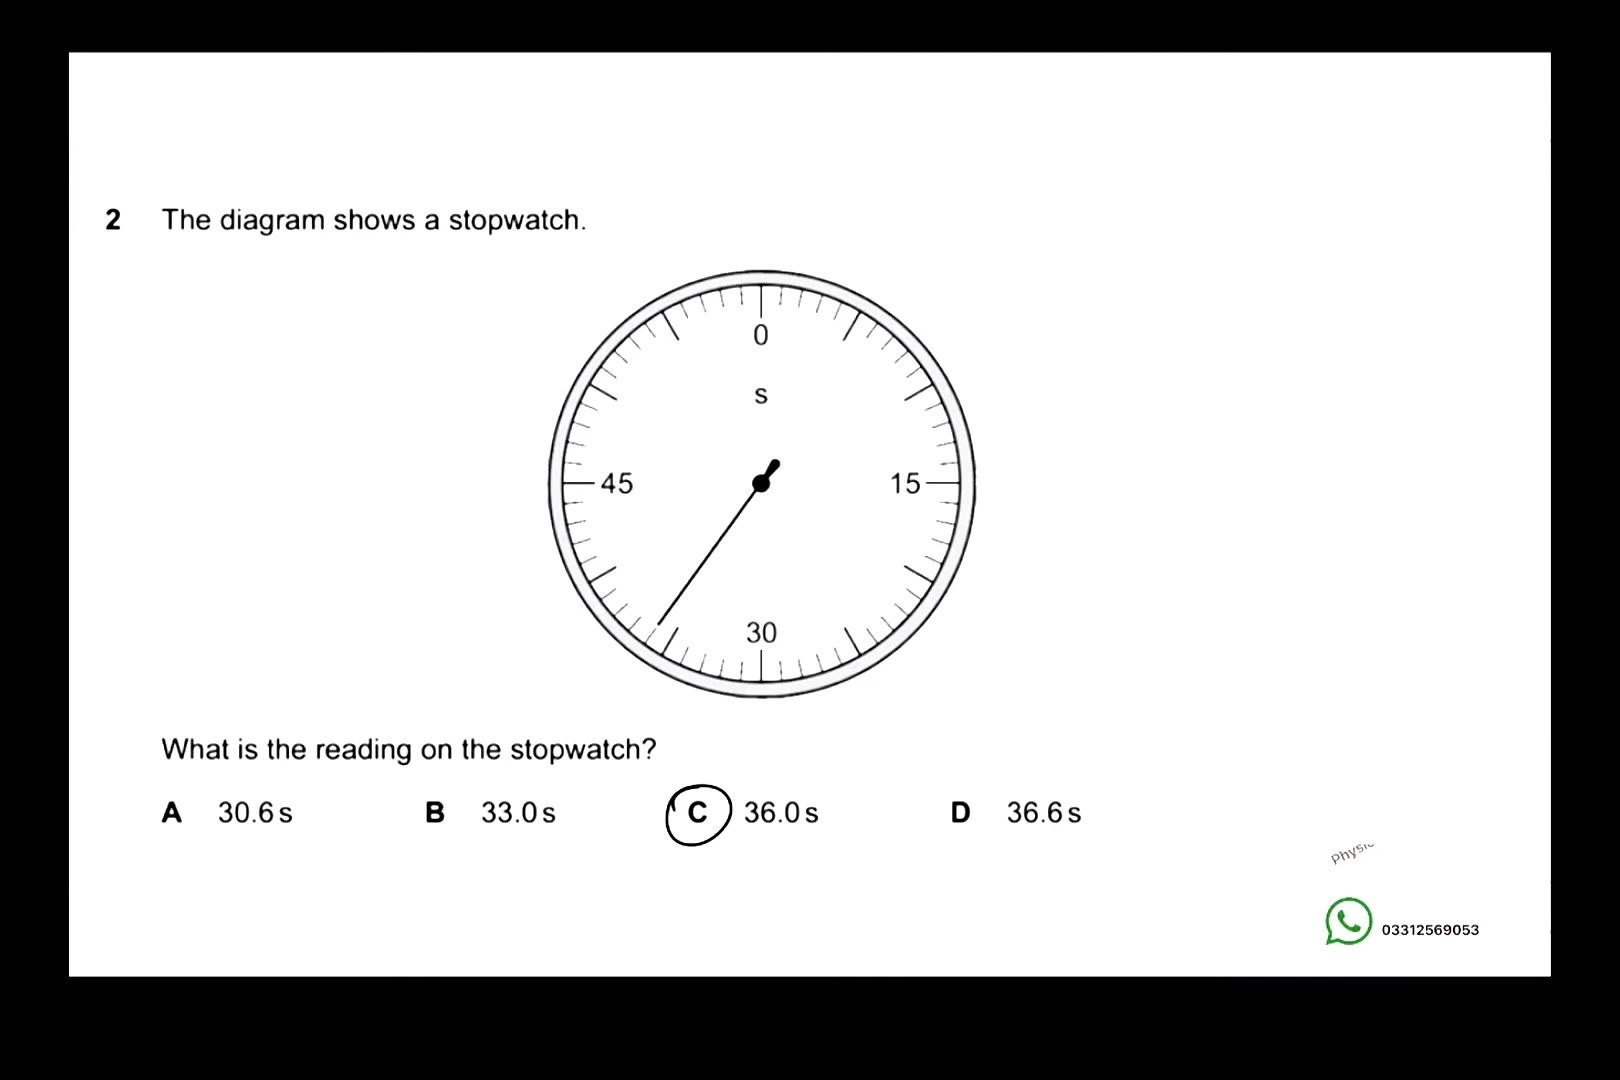 2 The diagram shows a stopwatch.
0
s
45
15
30
What is the reading on the stopwatch?
A 30.6 s B 33.0 s C 36.0 s D 36.6 s
03312569053